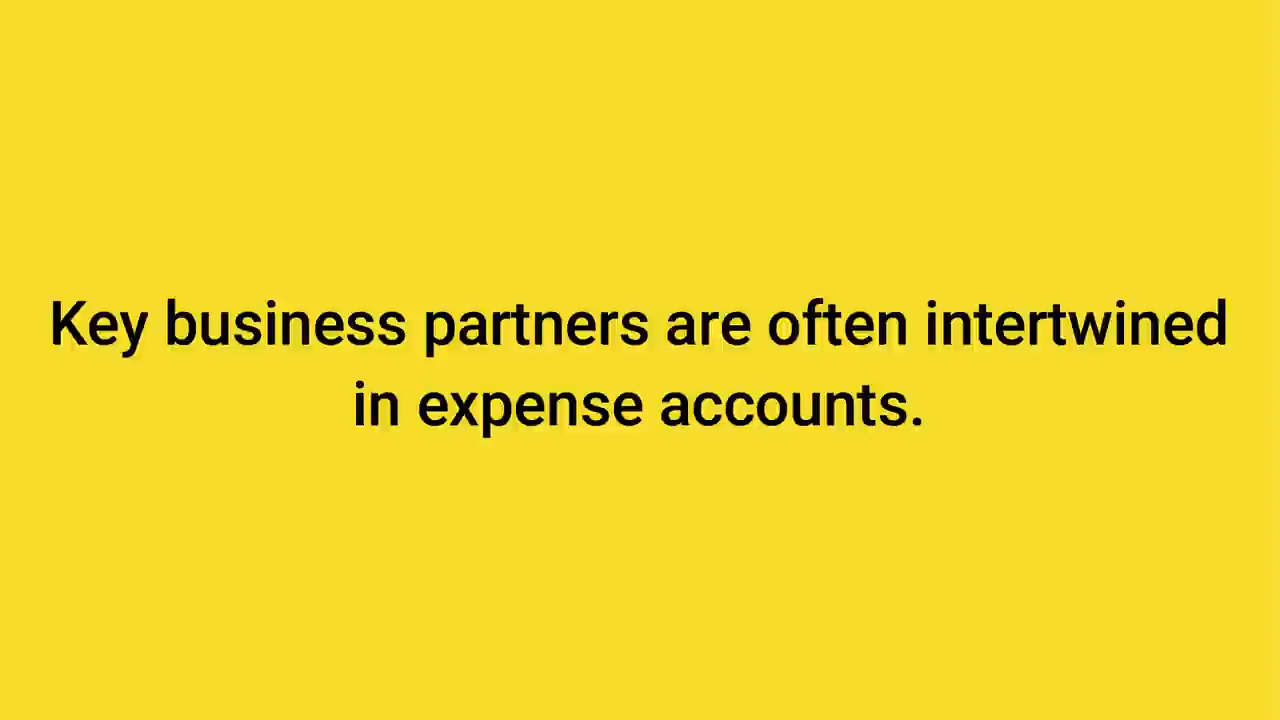 Key business partners are often intertwined
in expense accounts.